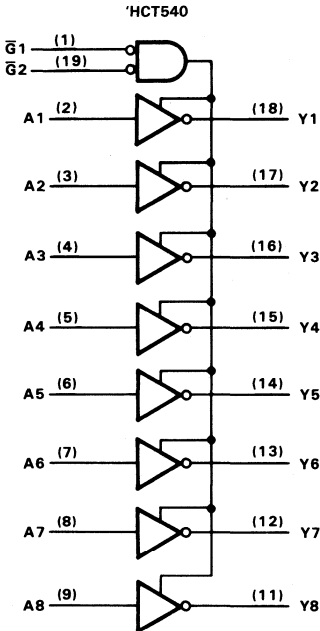 'HCT540
G̅1 (1)
G̅2 (19)
A1 (2) (18) Y1
A2 (3) (17) Y2
A3 (4) (16) Y3
A4 (5) (15) Y4
A5 (6) (14) Y5
A6 (7) (13) Y6
A7 (8) (12) Y7
A8 (9) (11) Y8